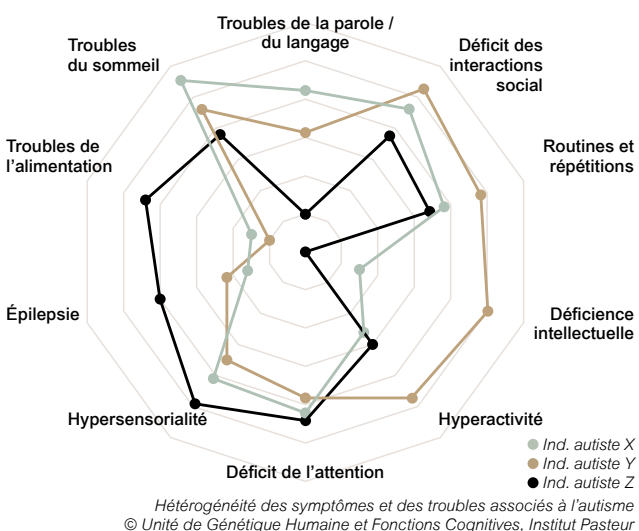 Troubles de la parole /
du langage
Troubles
du sommeil
Déficit des
interactions
social
Troubles de
l'alimentation
Routines et
répétitions
Épilepsie
Déficience
intellectuelle
Hypersensorialité
Hyperactivité
Déficit de l'attention
Ind. autiste X
Ind. autiste Y
Ind. autiste Z
Hétérogénéité des symptômes et des troubles associés à l'autisme
© Unité de Génétique Humaine et Fonctions Cognitives, Institut Pasteur